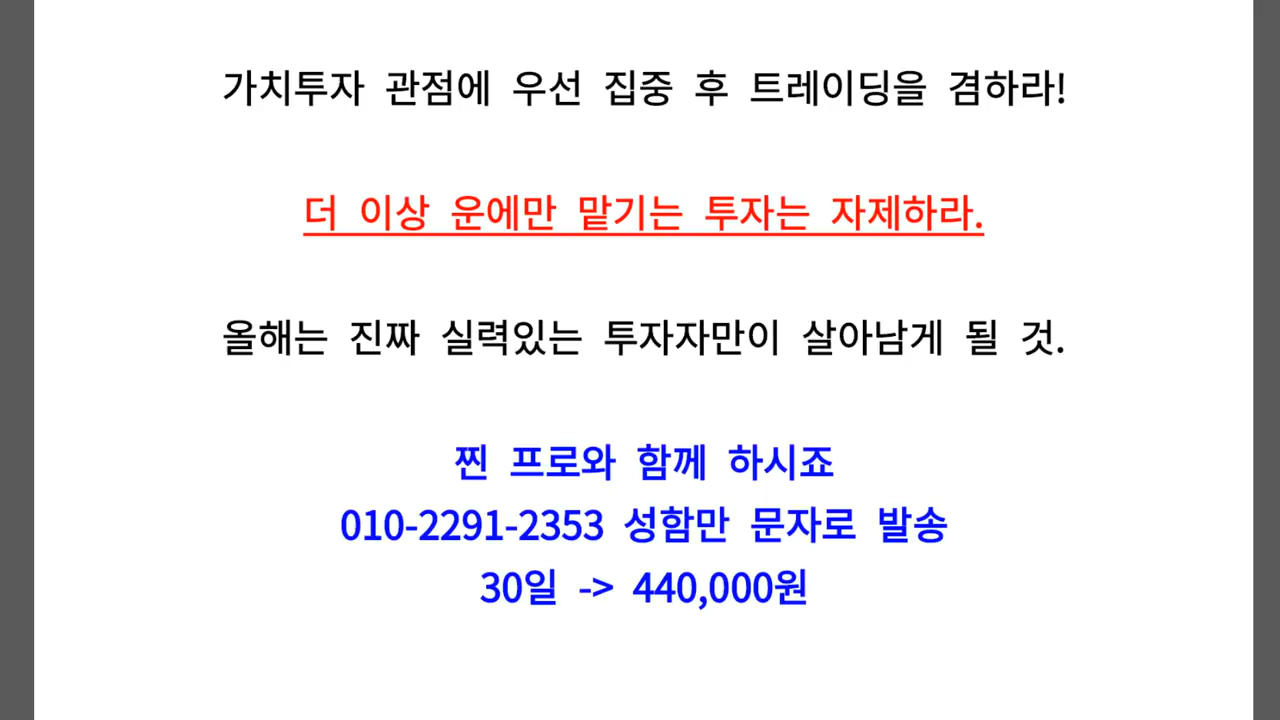 가치투자 관점에 우선 집중 후 트레이딩을 겸하라!
더 이상 운에만 맡기는 투자는 자제하라.
올해는 진짜 실력있는 투자자만이 살아남게 될 것.
찐 프로와 함께 하시죠
010-2291-2353 성함만 문자로 발송
30일 -> 440,000원